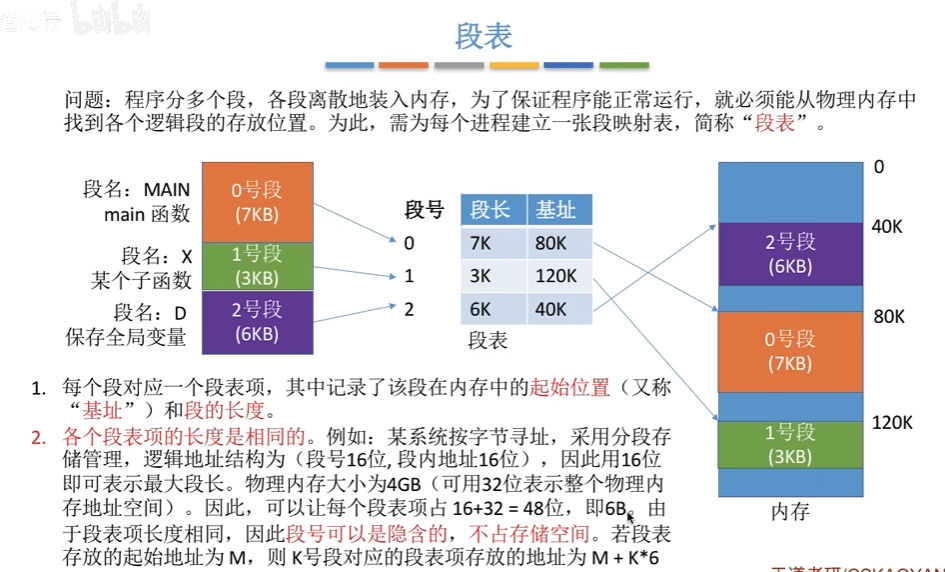 bilibili
段表
问题：程序分多个段，各段离散地装入内存，为了保证程序能正常运行，就必须能从物理内存中
找到各个逻辑段的存放位置。为此，需为每个进程建立一张段映射表，简称“段表”。
段名：MAIN
main 函数
0号段
(7KB)
段名：X
某个子函数
1号段
(3KB)
段名：D
保存全局变量
2号段
(6KB)
段号 段长 基址
0 7K 80K
1 3K 120K
2 6K 40K
段表
0
40K
2号段
(6KB)
80K
0号段
(7KB)
120K
1号段
(3KB)
内存
1. 每个段对应一个段表项，其中记录了该段在内存中的起始位置（又称
“基址”）和段的长度。
2. 各个段表项的长度是相同的。例如：某系统按字节寻址，采用分段存
储管理，逻辑地址结构为（段号16位, 段内地址16位），因此用16位
即可表示最大段长。物理内存大小为4GB（可用32位表示整个物理内
存地址空间）。因此，可以让每个段表项占 16+32 = 48位，即6B。由
于段表项长度相同，因此段号可以是隐含的，不占存储空间。若段表
存放的起始地址为 M，则 K号段对应的段表项存放的地址为 M + K*6